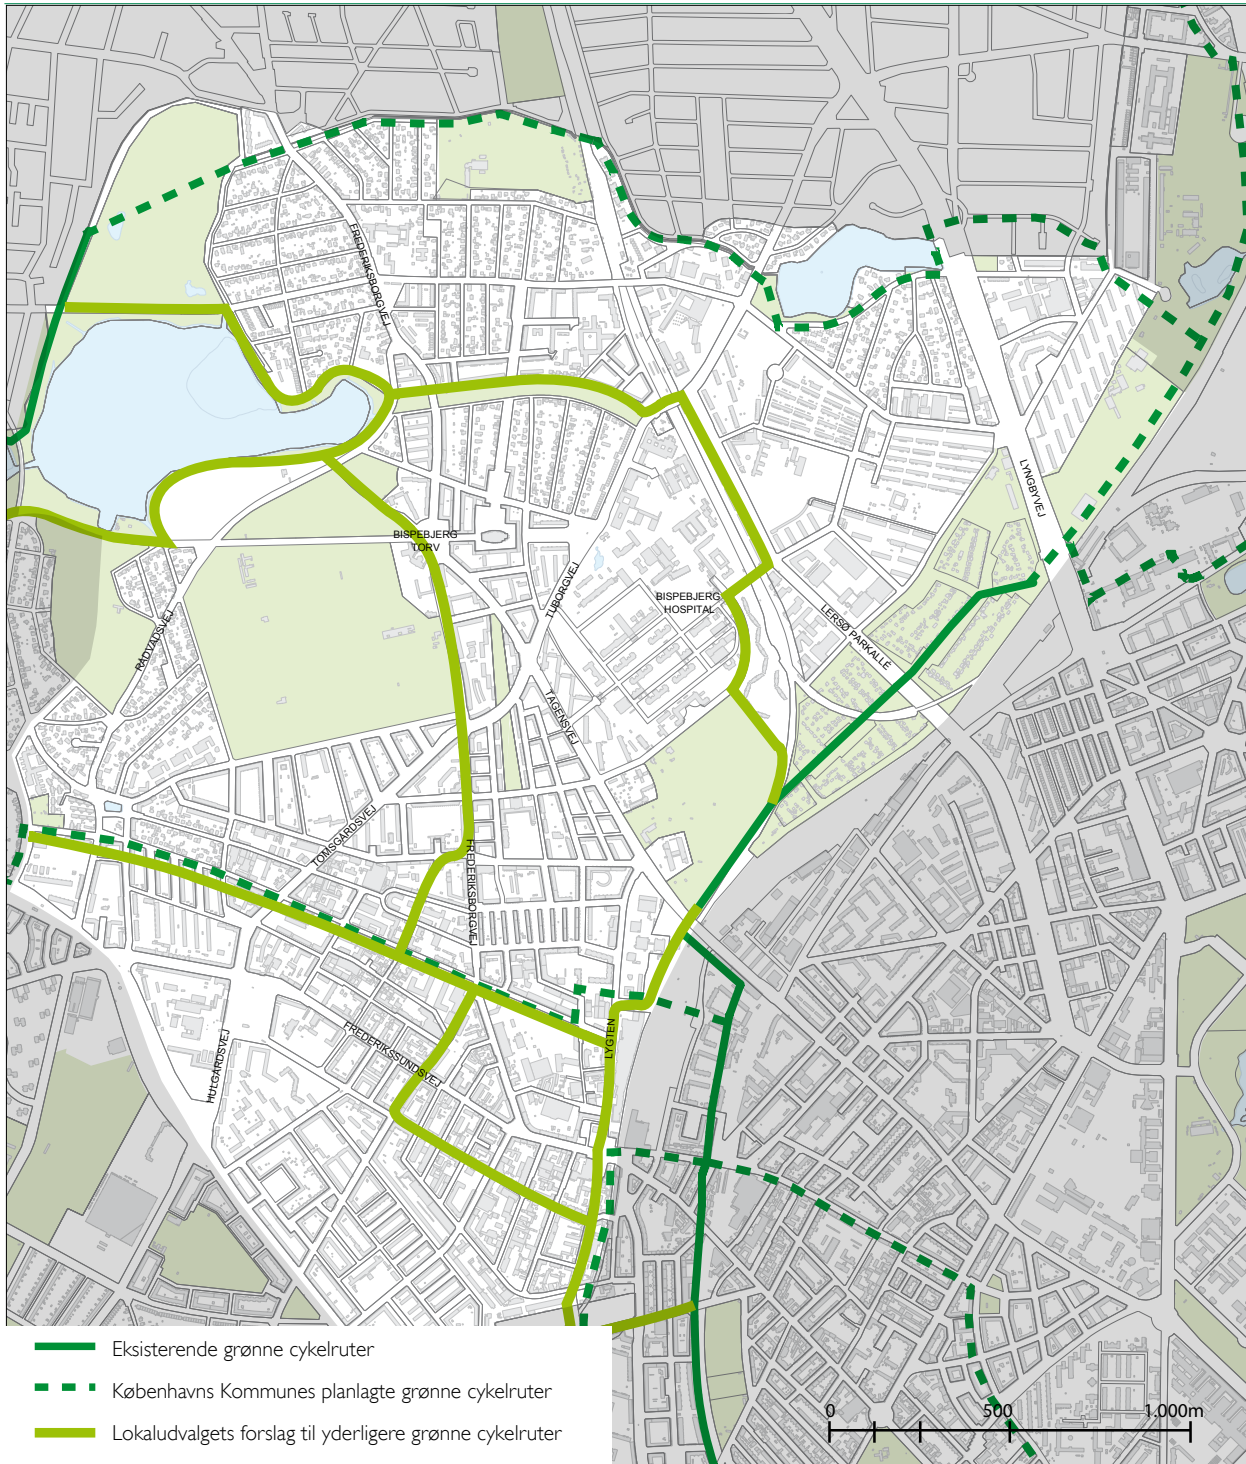 FREDERIKSBORGVEJ
LYNGBYVEJ
BISPEBJERG
TORV
TUBORGVEJ
BISPEBJERG
HOSPITAL
LERSØ PARKALLÉ
RÅDVADSVEJ
TAGENSVEJ
TOMSGÅRDSVEJ
FREDERIKSBORGVEJ
LYGTEN
FREDERIKSSUNDSVEJ
HULGÅRDSVEJ
Eksisterende grønne cykelruter
Københavns Kommunes planlagte grønne cykelruter
Lokaludvalgets forslag til yderligere grønne cykelruter
0 500 1.000m